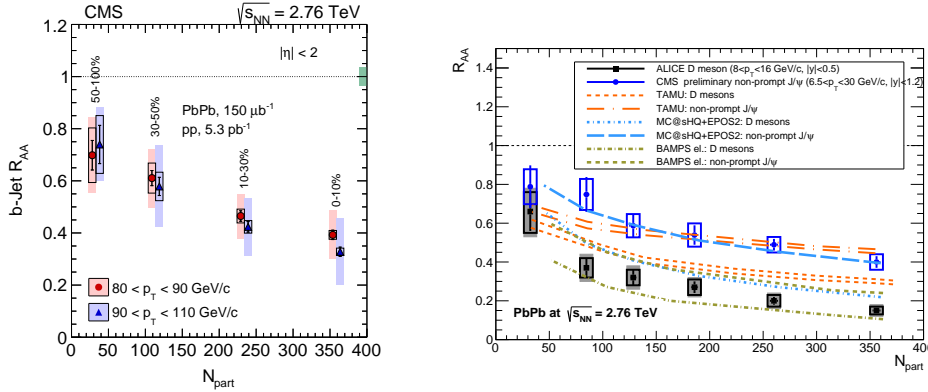 CMS
√s_NN = 2.76 TeV
1.2
1
0.8
0.6
0.4
0.2
0
b-Jet R_AA
|η| < 2
50-100%
30-50%
10-30%
0-10%
PbPb, 150 μb⁻¹
pp, 5.3 pb⁻¹
80 < p_T < 90 GeV/c
90 < p_T < 110 GeV/c
0 50 100 150 200 250 300 350 400
N_part
R_AA
1.4
1.2
1.0
0.8
0.6
0.4
0.2
0.0
ALICE D meson (8<p_T<16 GeV/c, |y|<0.5)
CMS preliminary non-prompt J/ψ (6.5<p_T<30 GeV/c, |y|<1.2)
TAMU: D mesons
TAMU: non-prompt J/ψ
MC@sHQ+EPOS2: D mesons
MC@sHQ+EPOS2: non-prompt J/ψ
BAMPS el.: D mesons
BAMPS el.: non-prompt J/ψ
PbPb at √s_NN = 2.76 TeV
0 50 100 150 200 250 300 350 400
N_part